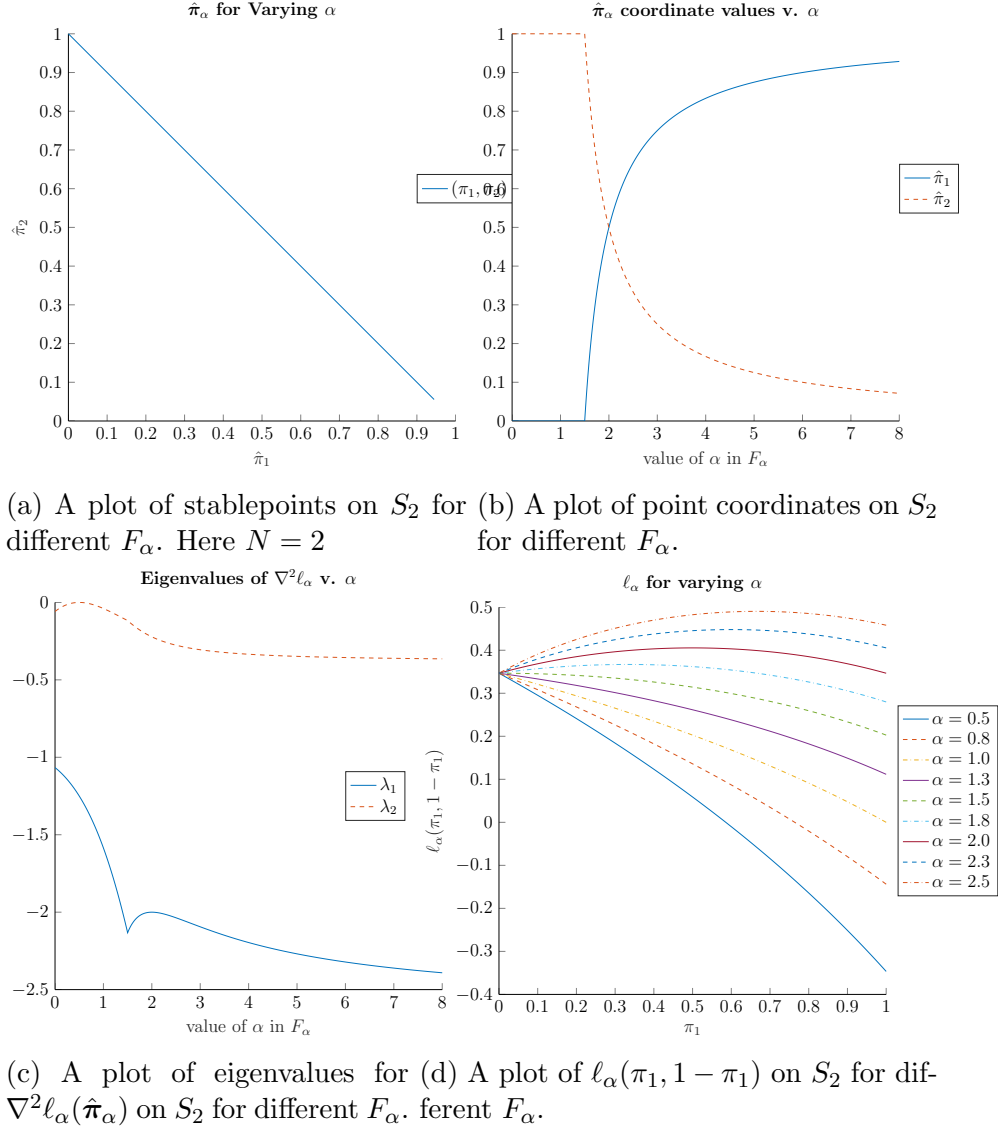 π̂_α for Varying α
1
0.9
0.8
0.7
0.6
0.5
0.4
0.3
0.2
0.1
0
0 0.1 0.2 0.3 0.4 0.5 0.6 0.7 0.8 0.9 1
π̂_2
π̂_1
(π_1, π_2)
π̂_α coordinate values v. α
1
0.9
0.8
0.7
0.6
0.5
0.4
0.3
0.2
0.1
0
0 1 2 3 4 5 6 7 8
value of α in F_α
π̂_1
π̂_2
(a) A plot of stablepoints on S_2 for
different F_α. Here N = 2
(b) A plot of point coordinates on S_2
for different F_α.
Eigenvalues of ∇²ℓ_α v. α
0
−0.5
−1
−1.5
−2
−2.5
0 1 2 3 4 5 6 7 8
value of α in F_α
λ_1
λ_2
ℓ_α for varying α
0.5
0.4
0.3
0.2
0.1
0
−0.1
−0.2
−0.3
−0.4
0 0.1 0.2 0.3 0.4 0.5 0.6 0.7 0.8 0.9 1
ℓ_α(π_1, 1 − π_1)
π_1
α = 0.5
α = 0.8
α = 1.0
α = 1.3
α = 1.5
α = 1.8
α = 2.0
α = 2.3
α = 2.5
(c) A plot of eigenvalues for
∇²ℓ_α(π̂_α) on S_2 for different F_α.
(d) A plot of ℓ_α(π_1, 1 − π_1) on S_2 for dif-
ferent F_α.